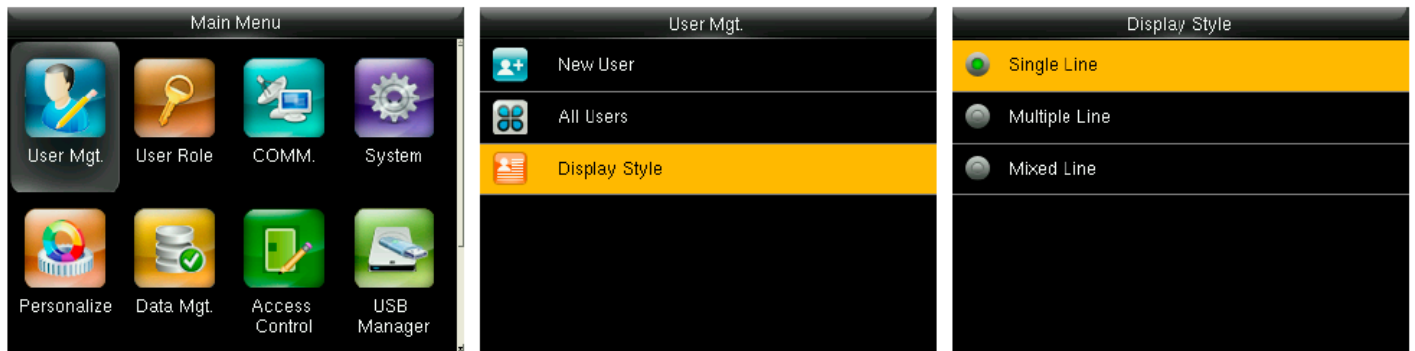 Main Menu
User Mgt.
User Role
COMM.
System
Personalize
Data Mgt.
Access
Control
USB
Manager
User Mgt.
New User
All Users
Display Style
Display Style
Single Line
Multiple Line
Mixed Line